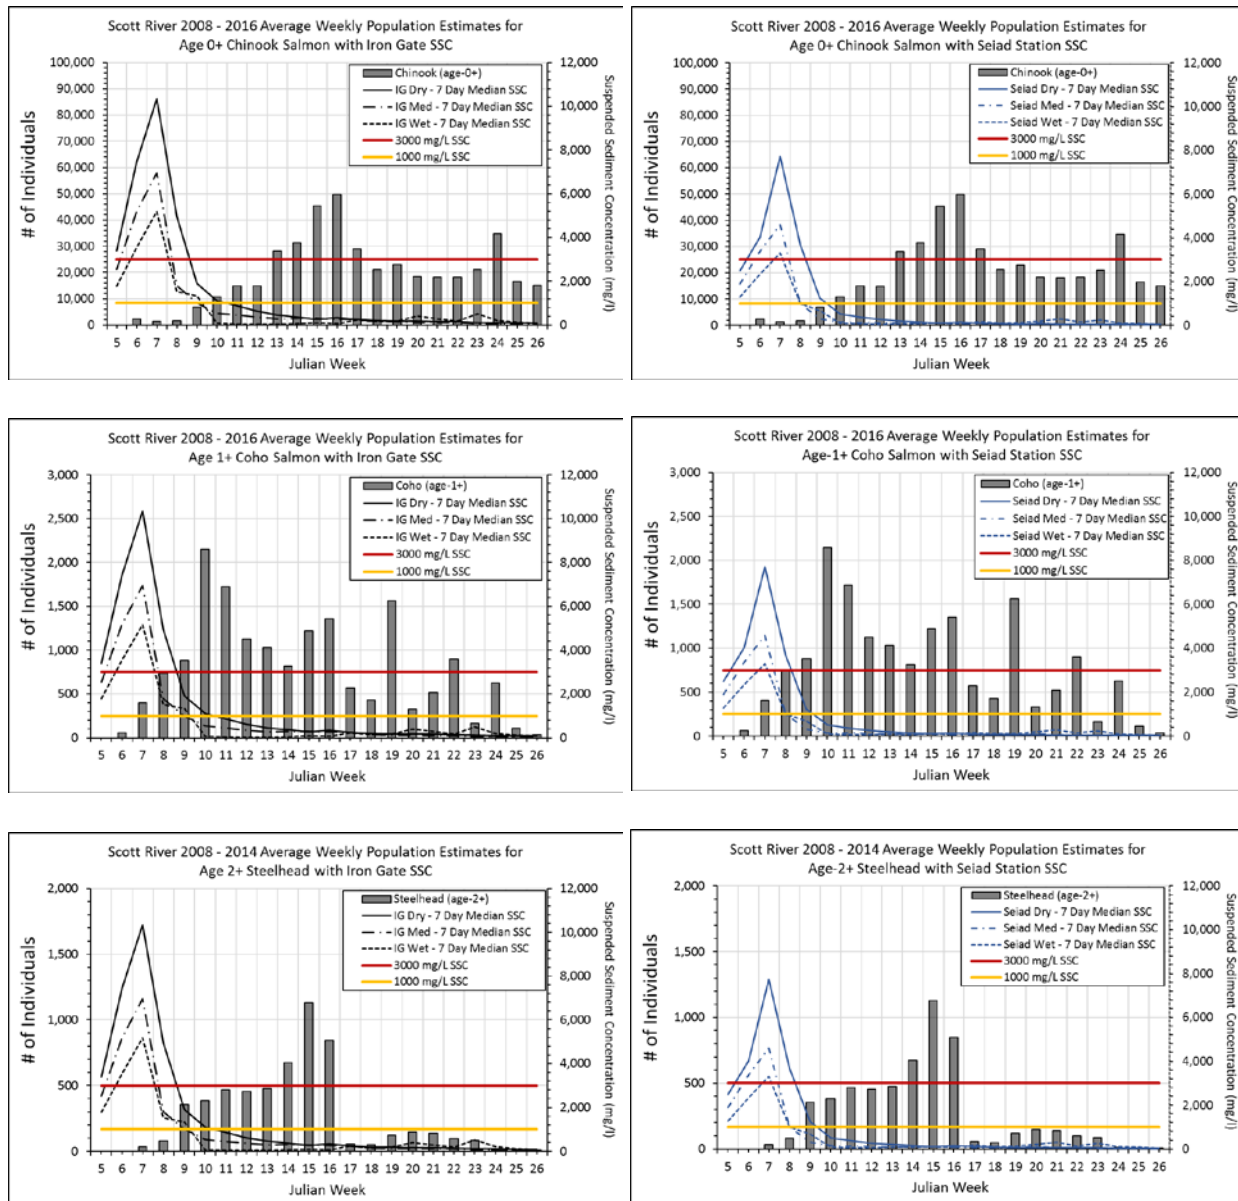 Scott River 2008 - 2016 Average Weekly Population Estimates for
Age 0+ Chinook Salmon with Iron Gate SSC
100,000
90,000
80,000
70,000
60,000
50,000
40,000
30,000
20,000
10,000
0
# of Individuals
Chinook (age-0+)
IG Dry - 7 Day Median SSC
IG Med - 7 Day Median SSC
IG Wet - 7 Day Median SSC
3000 mg/L SSC
1000 mg/L SSC
12,000
10,000
8,000
6,000
4,000
2,000
0
Suspended Sediment Concentration (mg/l)
5 6 7 8 9 10 11 12 13 14 15 16 17 18 19 20 21 22 23 24 25 26
Julian Week
Scott River 2008 - 2016 Average Weekly Population Estimates for
Age 0+ Chinook Salmon with Seiad Station SSC
100,000
90,000
80,000
70,000
60,000
50,000
40,000
30,000
20,000
10,000
0
# of Individuals
Chinook (age-0+)
Seiad Dry - 7 Day Median SSC
Seiad Med - 7 Day Median SSC
Seiad Wet - 7 Day Median SSC
3000 mg/L SSC
1000 mg/L SSC
12,000
10,000
8,000
6,000
4,000
2,000
0
Suspended Sediment Concentration (mg/l)
5 6 7 8 9 10 11 12 13 14 15 16 17 18 19 20 21 22 23 24 25 26
Julian Week
Scott River 2008 - 2016 Average Weekly Population Estimates for
Age 1+ Coho Salmon with Iron Gate SSC
3,000
2,500
2,000
1,500
1,000
500
0
# of Individuals
Coho (age-1+)
IG Dry - 7 Day Median SSC
IG Med - 7 Day Median SSC
IG Wet - 7 Day Median SSC
3000 mg/L SSC
1000 mg/L SSC
12,000
10,000
8,000
6,000
4,000
2,000
0
Suspended Sediment Concentration (mg/l)
5 6 7 8 9 10 11 12 13 14 15 16 17 18 19 20 21 22 23 24 25 26
Julian Week
Scott River 2008 - 2016 Average Weekly Population Estimates for
Age-1+ Coho Salmon with Seiad Station SSC
3,000
2,500
2,000
1,500
1,000
500
0
# of Individuals
Coho (age-1+)
Seiad Dry - 7 Day Median SSC
Seiad Med - 7 Day Median SSC
Seiad Wet - 7 Day Median SSC
3000 mg/L SSC
1000 mg/L SSC
12,000
10,000
8,000
6,000
4,000
2,000
0
Suspended Sediment Concentration (mg/l)
5 6 7 8 9 10 11 12 13 14 15 16 17 18 19 20 21 22 23 24 25 26
Julian Week
Scott River 2008 - 2014 Average Weekly Population Estimates for
Age 2+ Steelhead with Iron Gate SSC
2,000
1,500
1,000
500
0
# of Individuals
Steelhead (age-2+)
IG Dry - 7 Day Median SSC
IG Med - 7 Day Median SSC
IG Wet - 7 Day Median SSC
3000 mg/L SSC
1000 mg/L SSC
12,000
10,000
8,000
6,000
4,000
2,000
0
Suspended Sediment Concentration (mg/l)
5 6 7 8 9 10 11 12 13 14 15 16 17 18 19 20 21 22 23 24 25 26
Julian Week
Scott River 2008 - 2014 Average Weekly Population Estimates for
Age-2+ Steelhead with Seiad Station SSC
2,000
1,500
1,000
500
0
# of Individuals
Steelhead (age-2+)
Seiad Dry - 7 Day Median SSC
Seiad Med - 7 Day Median SSC
Seiad Wet - 7 Day Median SSC
3000 mg/L SSC
1000 mg/L SSC
12,000
10,000
8,000
6,000
4,000
2,000
0
Suspended Sediment Concentration (mg/l)
5 6 7 8 9 10 11 12 13 14 15 16 17 18 19 20 21 22 23 24 25 26
Julian Week